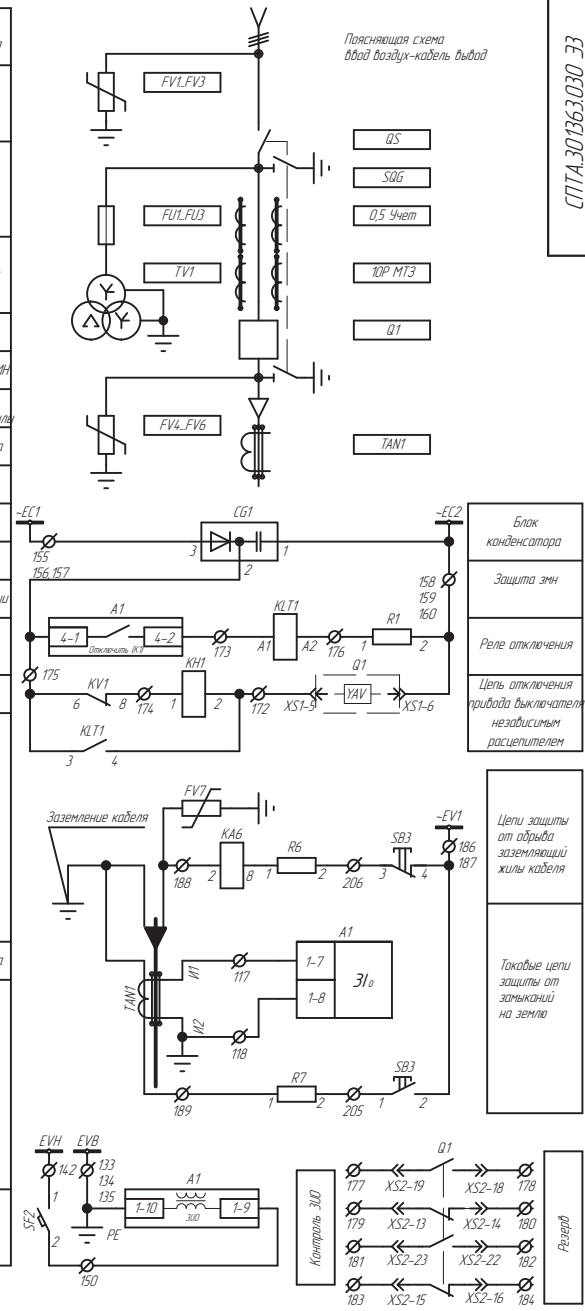 Поясняющая схема
ввод воздух-кабель вывод
СПТА.301363.030 ЭЗ
FV1..FV3
QS
SQG
FU1..FU3
0,5 Учёт
TV1
10Р МТЗ
Q1
FV4..FV6
TAN1
~EC1
CG1
~EC2
Блок
конденсатора
155
3
1
156,157
2
158
159
160
Защита змн
A1
KLT1
R1
4-1
4-2
173
A1
A2
176
1
2
Отключить (К1)
Реле отключения
175
KV1
KH1
Q1
6
8
174
1
2
172
XS1-5
YAV
XS1-6
Цепь отключения
привода выключателя
независимым
расцепителем
KLT1
3
4
FV7
Заземление кабеля
KA6
R6
SB3
~EV1
186
187
188
2
8
1
2
206
3
4
Цепи защиты
от обрыва
заземляющий
жилы кабеля
A1
И1
117
1-7
3I₀
1-8
TAN1
И2
118
Токовые цепи
защиты от
замыканий
на землю
R7
SB3
189
1
2
205
1
2
EVH
EVB
142
133
134
135
A1
1-10
1-9
ЗИО
1
SF2
2
PE
150
Контроль ЗИО
Q1
177
XS2-19
XS2-18
178
179
XS2-13
XS2-14
180
181
XS2-23
XS2-22
182
183
XS2-15
XS2-16
184
Резерв